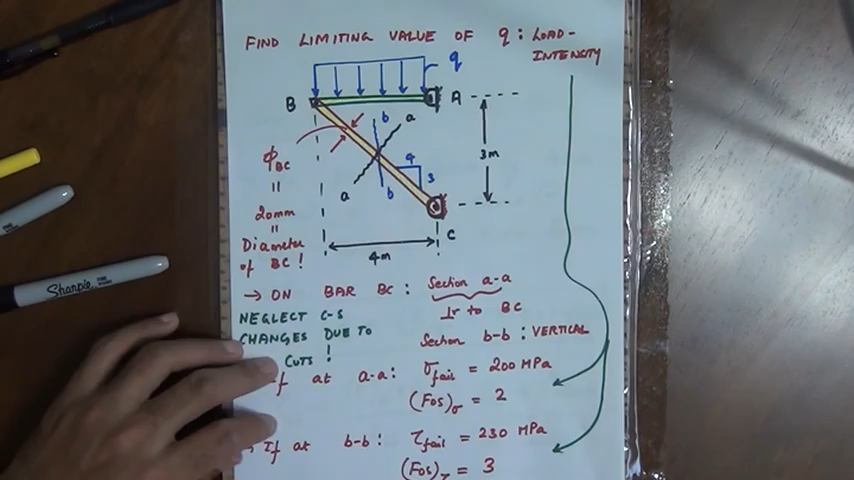 FIND LIMITING VALUE OF q: LOAD-
INTENSITY
q
B
A
b
a
4
3
3m
a
b
C
ϕBC
=
20mm
=
Diameter
of BC!
4m
→ ON BAR BC: Section a-a
⊥r to BC
NEGLECT C-S
CHANGES DUE TO
CUTS!
Section b-b: VERTICAL
at a-a: σfail = 200 MPa
(FOS)σ = 2
at b-b: τfail = 230 MPa
(FOS)τ = 3
Sharpie